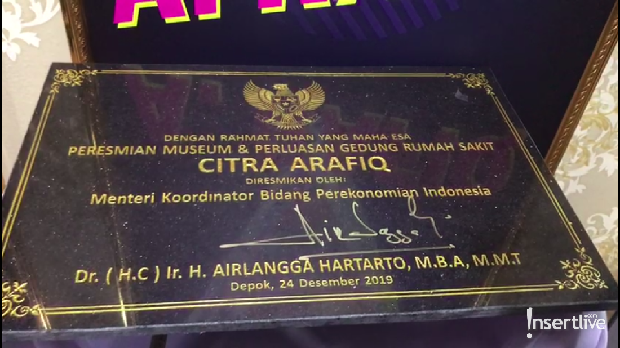 DENGAN RAHMAT TUHAN YANG MAHA ESA
PERESMIAN MUSEUM & PERLUASAN GEDUNG RUMAH SAKIT
CITRA ARAFIQ
DIRESMIKAN OLEH:
Menteri Koordinator Bidang Perekonomian Indonesia
Dr. ( H.C ) Ir. H. AIRLANGGA HARTARTO, M.B.A, M.M.T
Depok, 24 Desember 2019
Insertlive